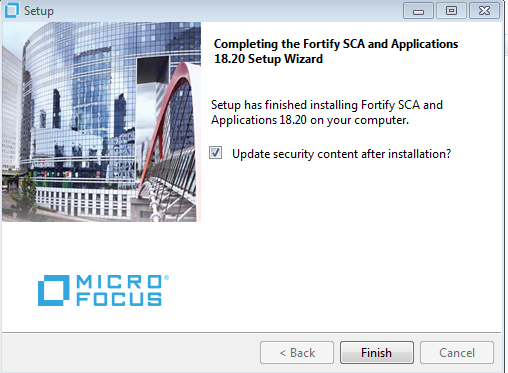 Setup
Completing the Fortify SCA and Applications
18.20 Setup Wizard
Setup has finished installing Fortify SCA and
Applications 18.20 on your computer.
Update security content after installation?
MICRO®
FOCUS
< Back
Finish
Cancel